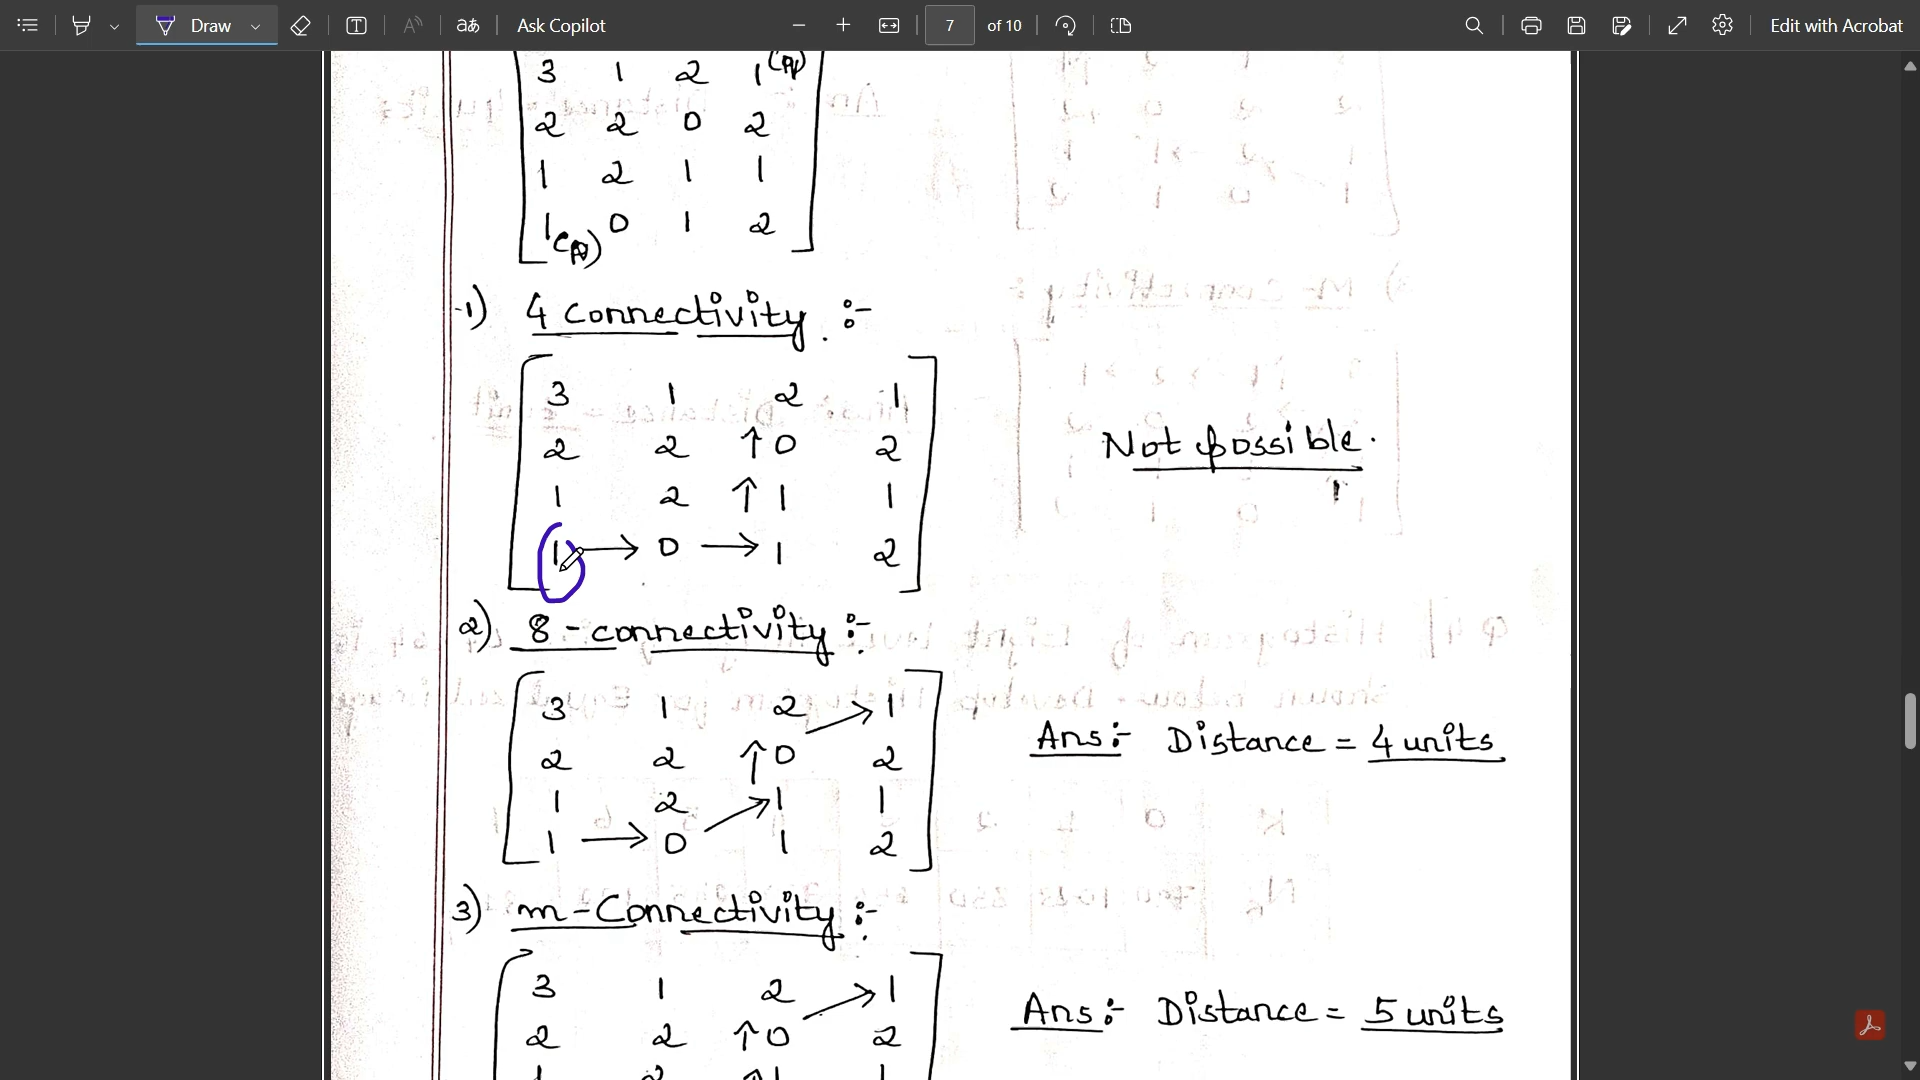 Draw
Ask Copilot
7 of 10
Edit with Acrobat
3 1 2 1
2 2 0 2
1 2 1 1
1 0 1 2
1) 4 connectivity :-
3 1 2 1
2 2 ↑ 0 2
1 2 ↑ 1 1
1 → 0 → 1 2
Not possible.
2) 8-connectivity :-
3 1 2 → 1
2 2 ↑ 0 2
1 2 1 1
1 → 0 → 1 2
Ans:- Distance = 4 units
3) m-Connectivity :-
3 1 2 → 1
2 2 ↑ 0 2
Ans:- Distance = 5 units